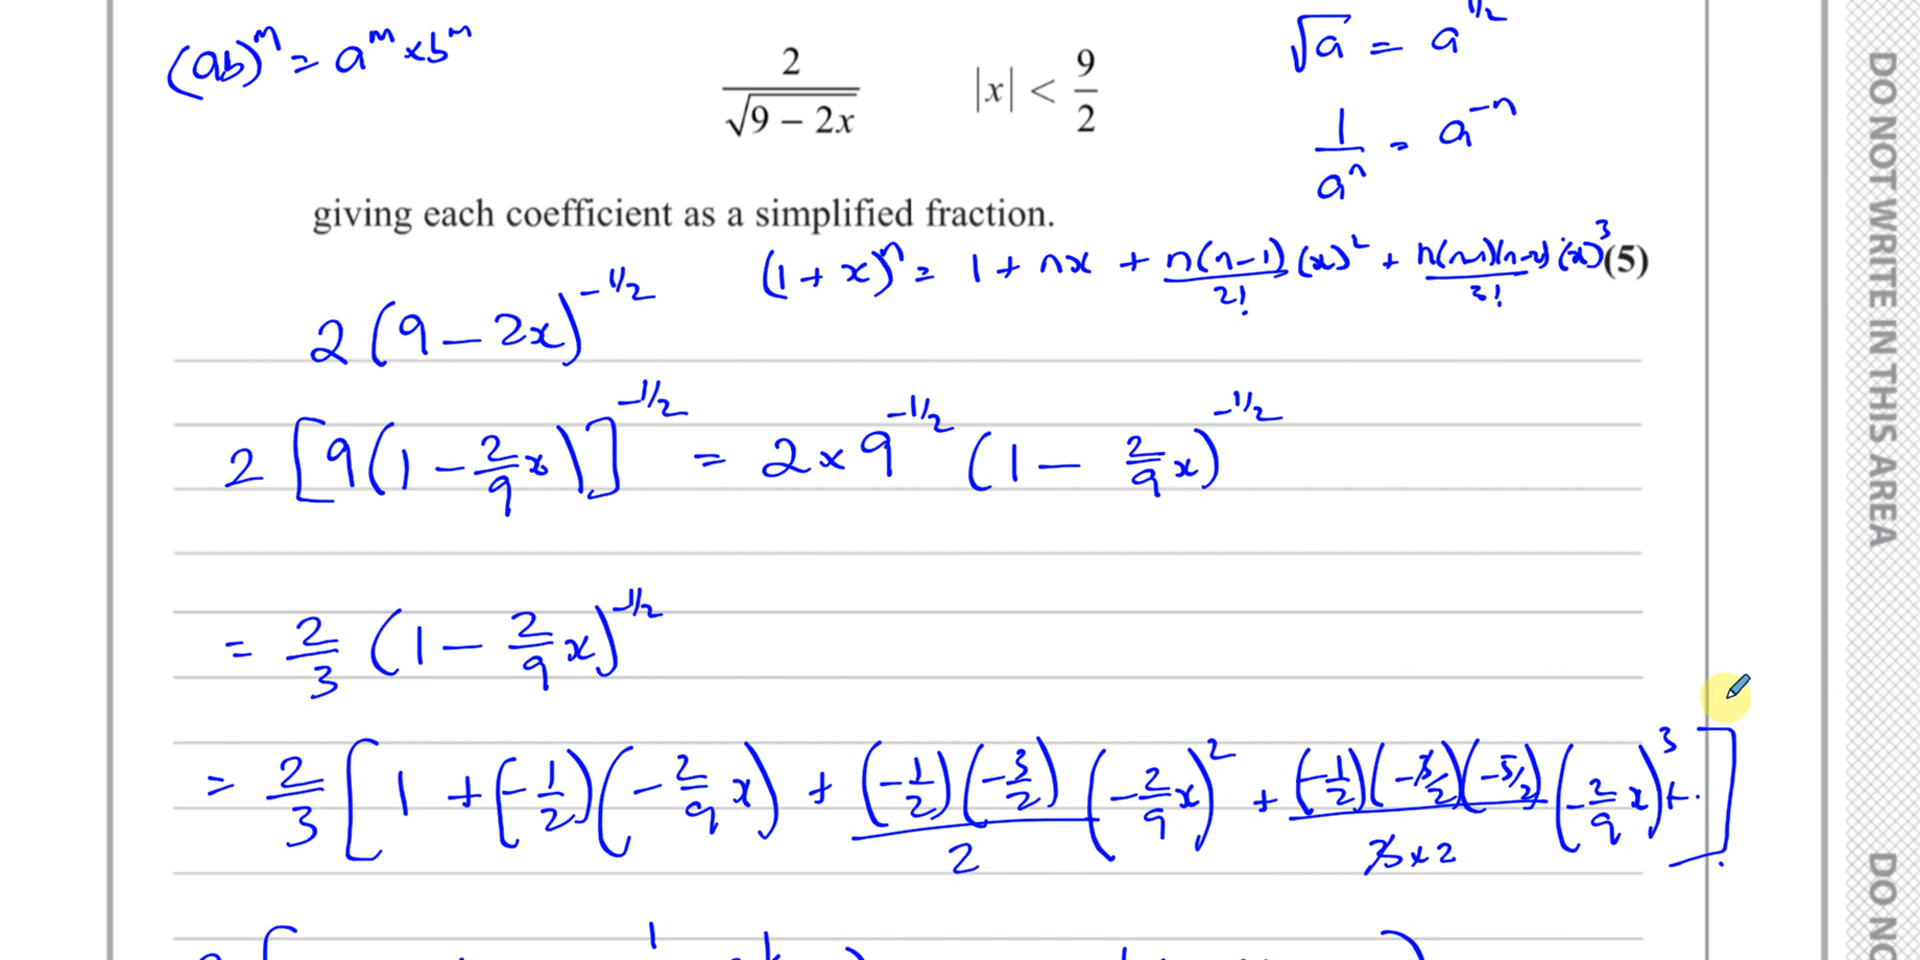 (ab)^m = a^m × b^m
√a = a^1/2
2/√(9 − 2x)    |x| < 9/2
1/a^n = a^−n
giving each coefficient as a simplified fraction.
(1 + x)^n = 1 + nx + n(n−1)/2! (x)^2 + n(n−1)(n−2)/3! (x)^3 (5)
2(9 − 2x)^−1/2
2[9(1 − 2/9 x)]^−1/2 = 2 × 9^−1/2 (1 − 2/9 x)^−1/2
= 2/3 (1 − 2/9 x)^−1/2
= 2/3 [1 + (−1/2)(−2/9 x) + (−1/2)(−3/2)/2 (−2/9 x)^2 + (−1/2)(−3/2)(−5/2)/3×2 (−2/9 x)^3 + ..]
DO NOT WRITE IN THIS AREA
DO NO